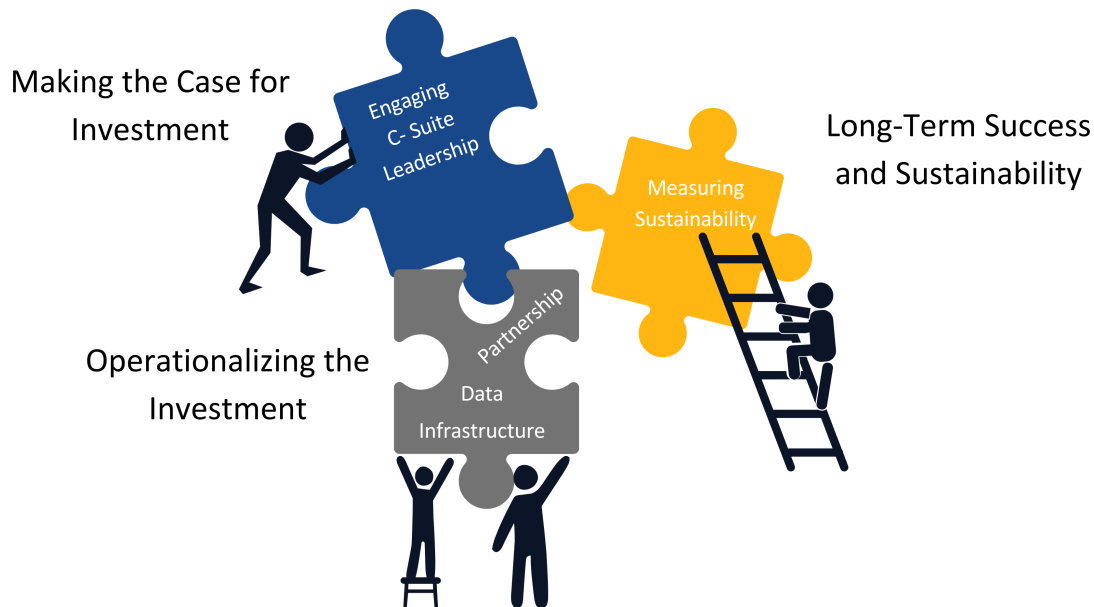 Making the Case for
Investment
Engaging
C- Suite
Leadership
Measuring
Sustainability
Long-Term Success
and Sustainability
Operationalizing the
Investment
Partnership
Data
Infrastructure